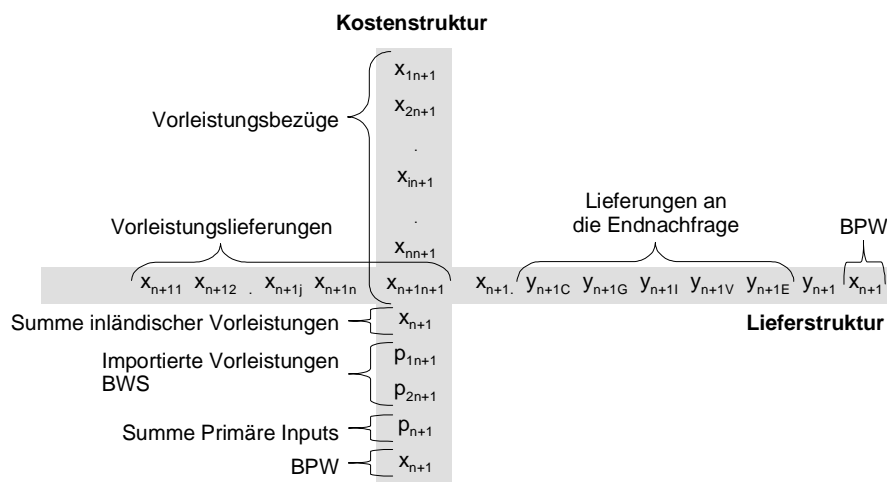 Kostenstruktur
x1n+1
x2n+1
Vorleistungsbezüge
.
xin+1
Lieferungen an
die Endnachfrage
.
Vorleistungslieferungen
BPW
xnn+1
xn+11 xn+12 . xn+1j xn+1n xn+1n+1 xn+1. yn+1C yn+1G yn+1I yn+1V yn+1E yn+1 xn+1
Summe inländischer Vorleistungen xn+1
Lieferstruktur
Importierte Vorleistungen p1n+1
BWS p2n+1
Summe Primäre Inputs pn+1
BPW xn+1